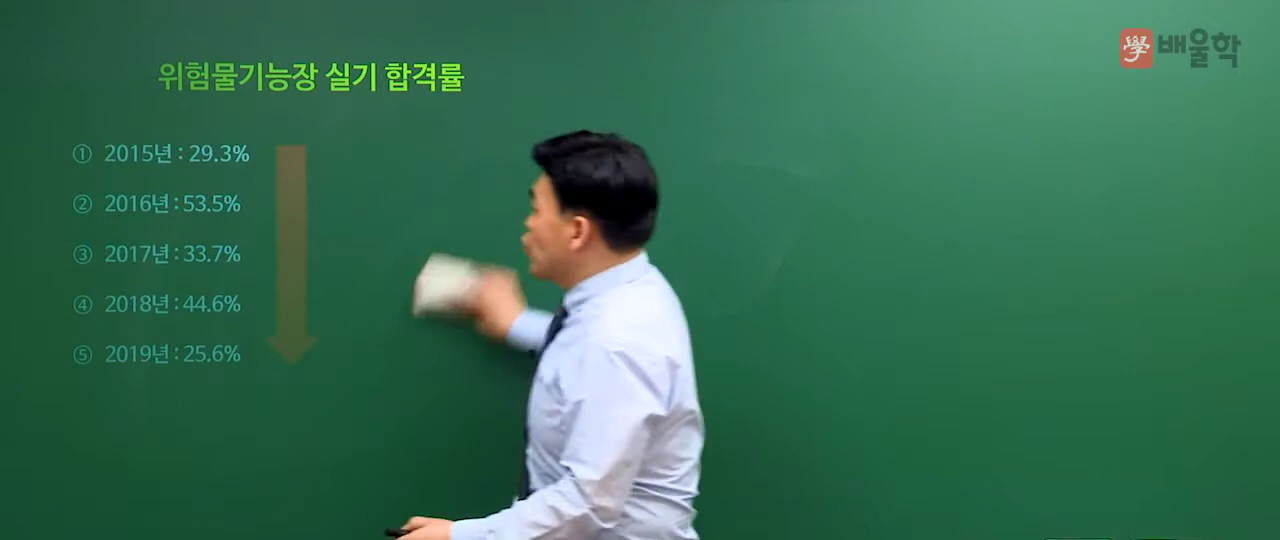 學 배울학
위험물기능장 실기 합격률
① 2015년 : 29.3%
② 2016년 : 53.5%
③ 2017년 : 33.7%
④ 2018년 : 44.6%
⑤ 2019년 : 25.6%